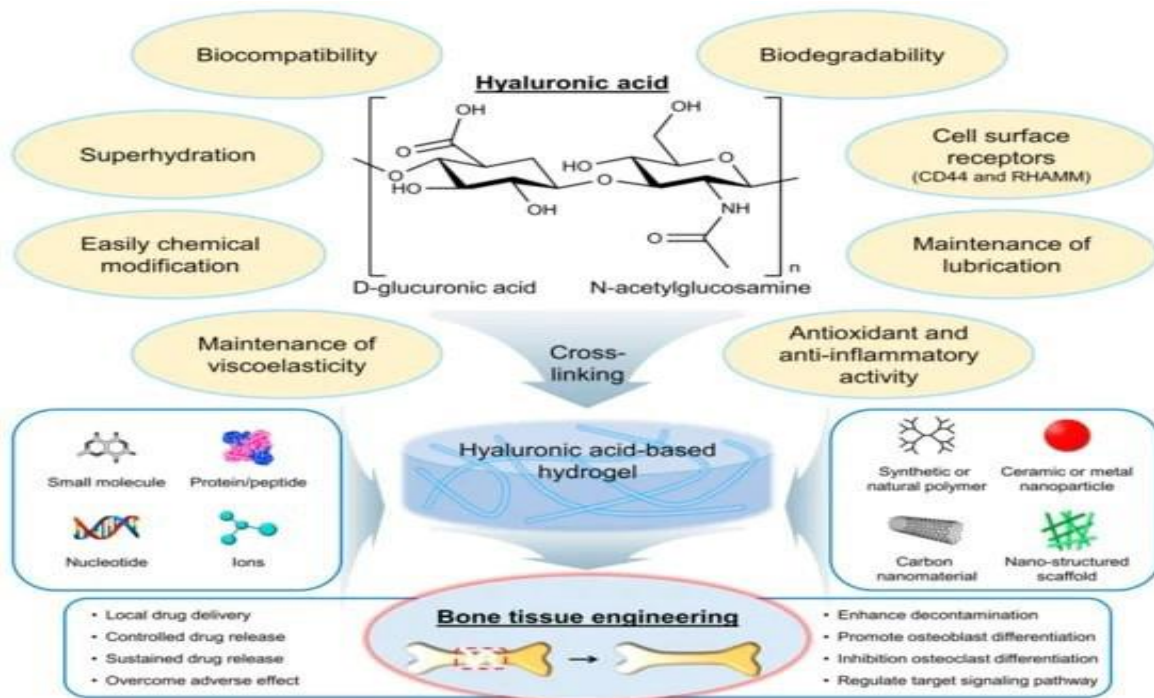 Biocompatibility
Biodegradability
Hyaluronic acid
Superhydration
Cell surface
receptors
(CD44 and RHAMM)
Easily chemical
modification
Maintenance of
lubrication
OH
O
O
HO
OH
OH
HO
O
O
NH
O
n
D-glucuronic acid
N-acetylglucosamine
Maintenance of
viscoelasticity
Cross-
linking
Antioxidant and
anti-inflammatory
activity
Small molecule
Protein/peptide
Nucleotide
Ions
Hyaluronic acid-based
hydrogel
Synthetic or
natural polymer
Ceramic or metal
nanoparticle
Carbon
nanomaterial
Nano-structured
scaffold
• Local drug delivery
• Controlled drug release
• Sustained drug release
• Overcome adverse effect
Bone tissue engineering
• Enhance decontamination
• Promote osteoblast differentiation
• Inhibition osteoclast differentiation
• Regulate target signaling pathway